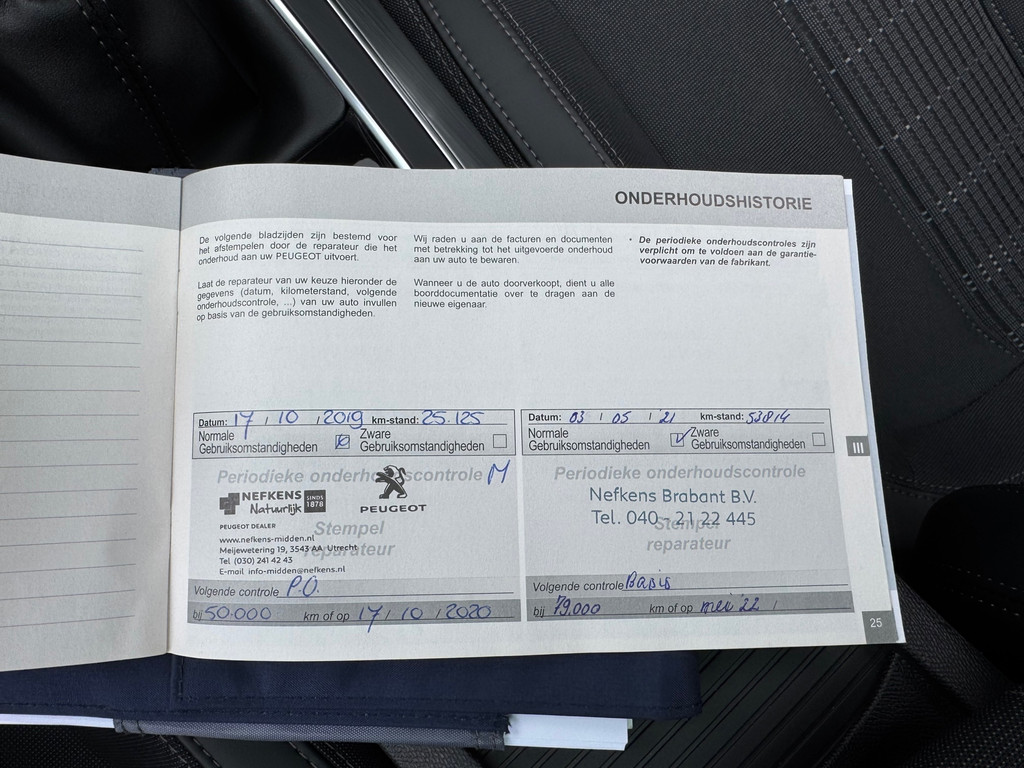 ONDERHOUDSHISTORIE
De volgende bladzijden zijn bestemd voor
het afstempelen door de reparateur die het
onderhoud aan uw PEUGEOT uitvoert.
Laat de reparateur van uw keuze hieronder de
gegevens (datum, kilometerstand, volgende
onderhoudscontrole, ...) van uw auto invullen
op basis van de gebruiksomstandigheden.
Wij raden u aan de facturen en documenten
met betrekking tot het uitgevoerde onderhoud
aan uw auto te bewaren.
Wanneer u de auto doorverkoopt, dient u alle
boorddocumentatie over te dragen aan de
nieuwe eigenaar.
• De periodieke onderhoudscontroles zijn
verplicht om te voldoen aan de garantie-
voorwaarden van de fabrikant.
Datum: 17 / 10 / 2019 km-stand: 25.125
Normale
Gebruiksomstandigheden
Zware
Gebruiksomstandigheden
Periodieke onderhoudscontrole M
NEFKENS
Natuurlijk
SINDS
1878
PEUGEOT
PEUGEOT DEALER
Stempel
reparateur
www.nefkens-midden.nl
Meijewetering 19, 3543 AA Utrecht
Tel (030) 241 42 43
E-mail info-midden@nefkens.nl
Volgende controle P.O.
bij 50.000 km of op 17 / 10 / 2020
Datum: 03 / 05 / 21 km-stand: 53814
Normale
Gebruiksomstandigheden
Zware
Gebruiksomstandigheden
Periodieke onderhoudscontrole
Nefkens Brabant B.V.
Tel. 040 - 21 22 445
Stempel
reparateur
Volgende controle Basis
bij 79.000 km of op mei 22 /
III
25